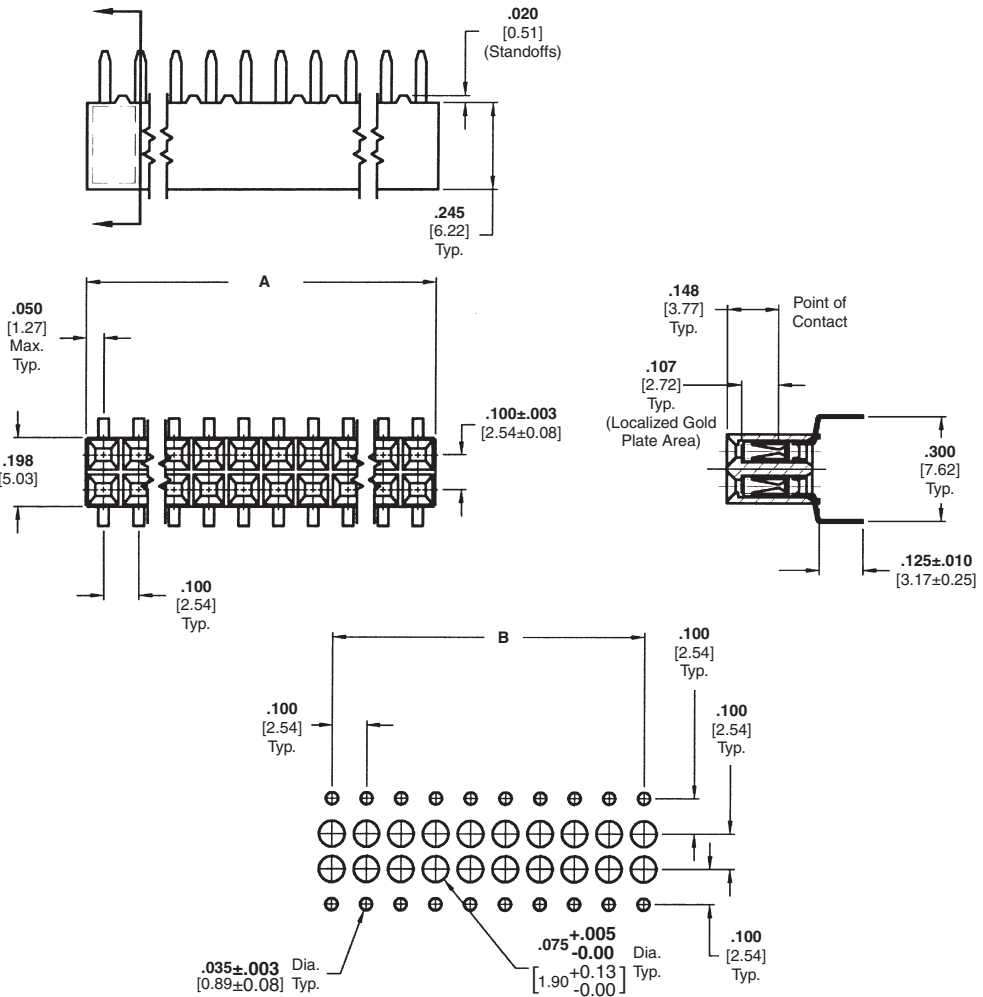 .020
[0.51]
(Standoffs)
.245
[6.22]
Typ.
A
.050
[1.27]
Max.
Typ.
.148
[3.77]
Typ.
Point of
Contact
.107
[2.72]
Typ.
(Localized Gold
Plate Area)
.100±.003
[2.54±0.08]
.198
[5.03]
.300
[7.62]
Typ.
.125±.010
[3.17±0.25]
.100
[2.54]
Typ.
B
.100
[2.54]
Typ.
.100
[2.54]
Typ.
.100
[2.54]
Typ.
.035±.003 Dia.
[0.89±0.08] Typ.
.075 +.005 -0.00 Dia.
[1.90 +0.13 -0.00] Typ.
.100
[2.54]
Typ.